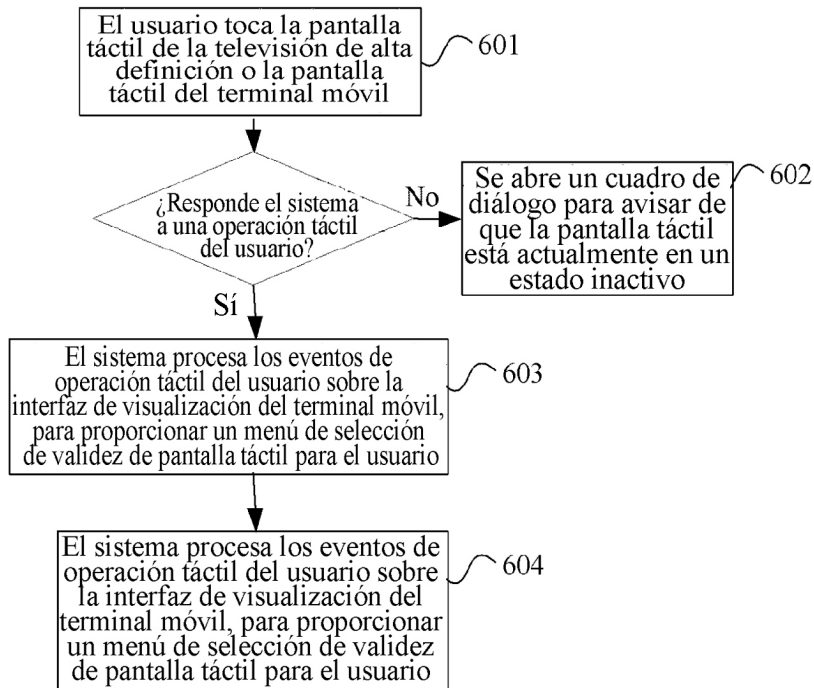 El usuario toca la pantalla
táctil de la televisión de alta
definición o la pantalla
táctil del terminal móvil
601
¿Responde el sistema
a una operación táctil
del usuario?
No
Se abre un cuadro de
diálogo para avisar de
que la pantalla táctil
está actualmente en un
estado inactivo
602
Sí
El sistema procesa los eventos de
operación táctil del usuario sobre la
interfaz de visualización del terminal móvil,
para proporcionar un menú de selección
de validez de pantalla táctil para el usuario
603
El sistema procesa los eventos de
operación táctil del usuario sobre
la interfaz de visualización del
terminal móvil, para proporcionar
un menú de selección de validez
de pantalla táctil para el usuario
604